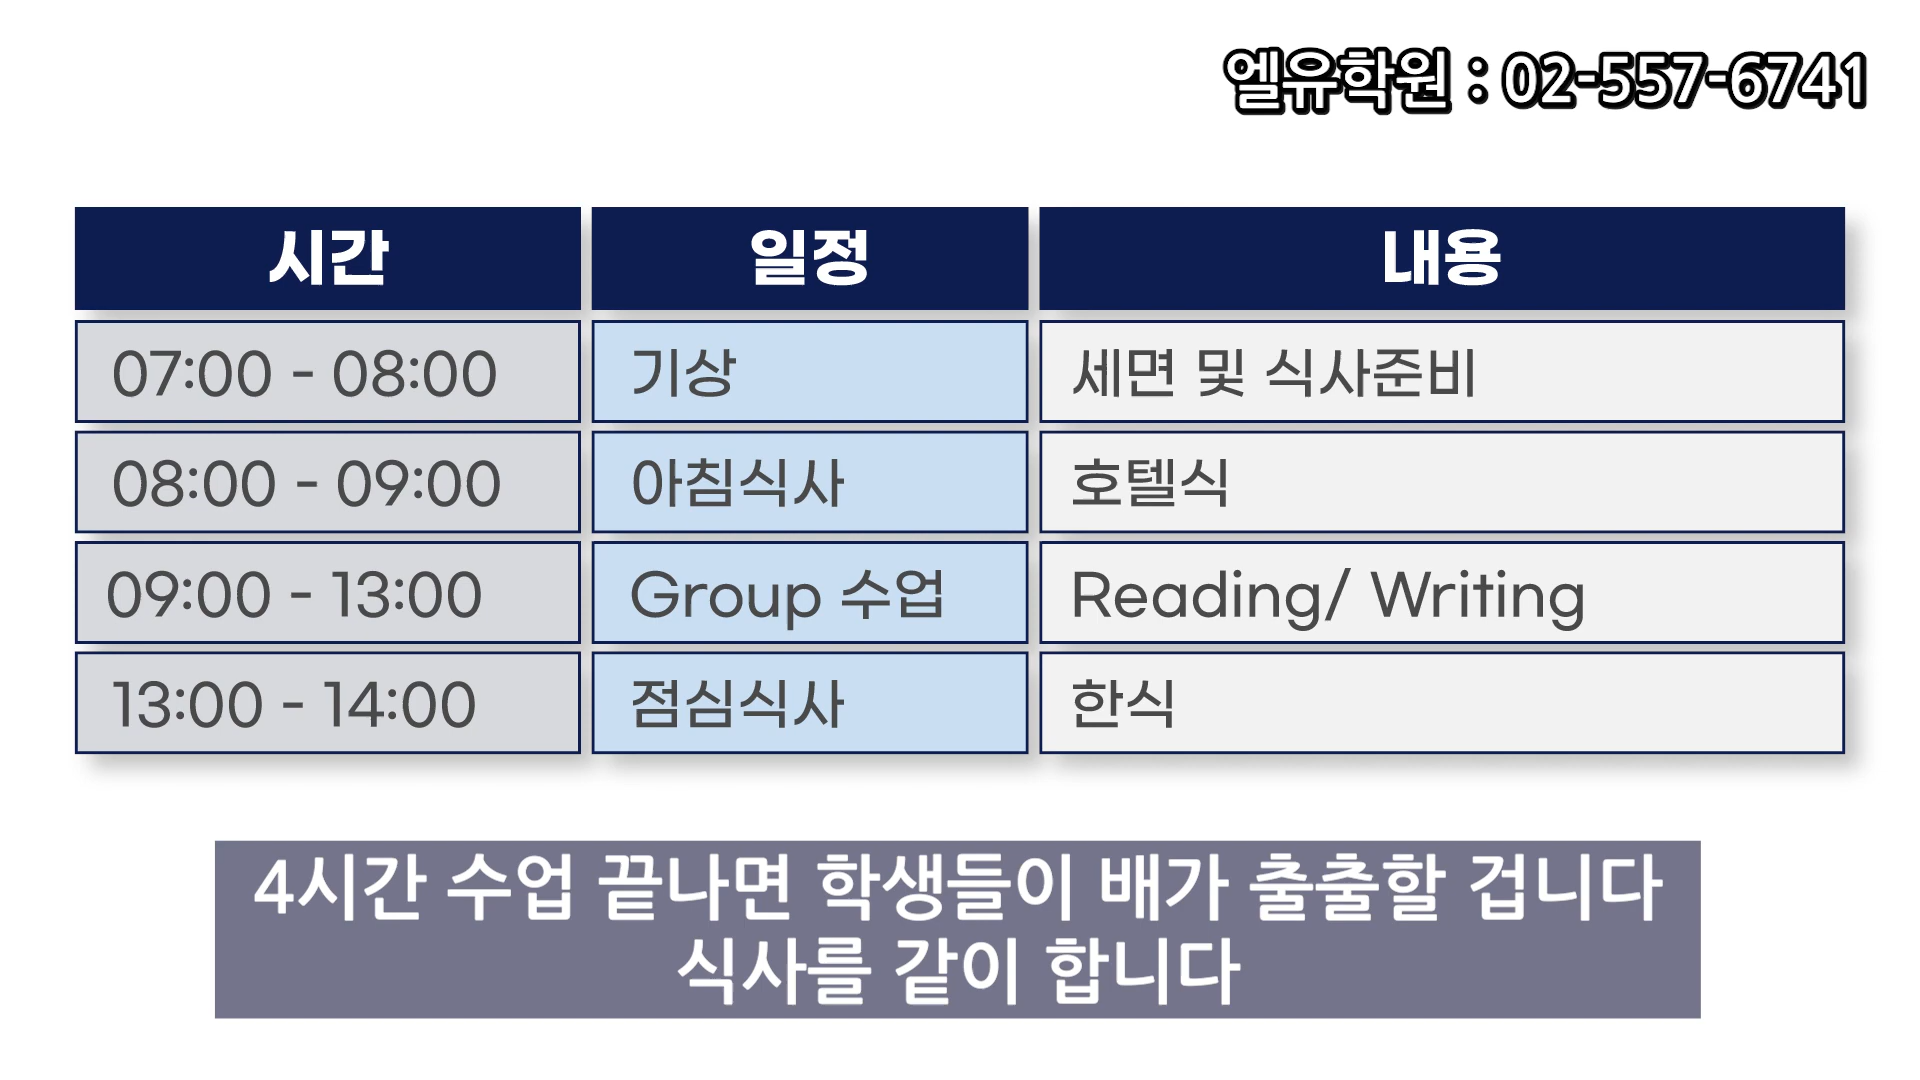 엘유학원 : 02-557-6741
시간 일정 내용
07:00 - 08:00 기상 세면 및 식사준비
08:00 - 09:00 아침식사 호텔식
09:00 - 13:00 Group 수업 Reading/ Writing
13:00 - 14:00 점심식사 한식
4시간 수업 끝나면 학생들이 배가 출출할 겁니다
식사를 같이 합니다